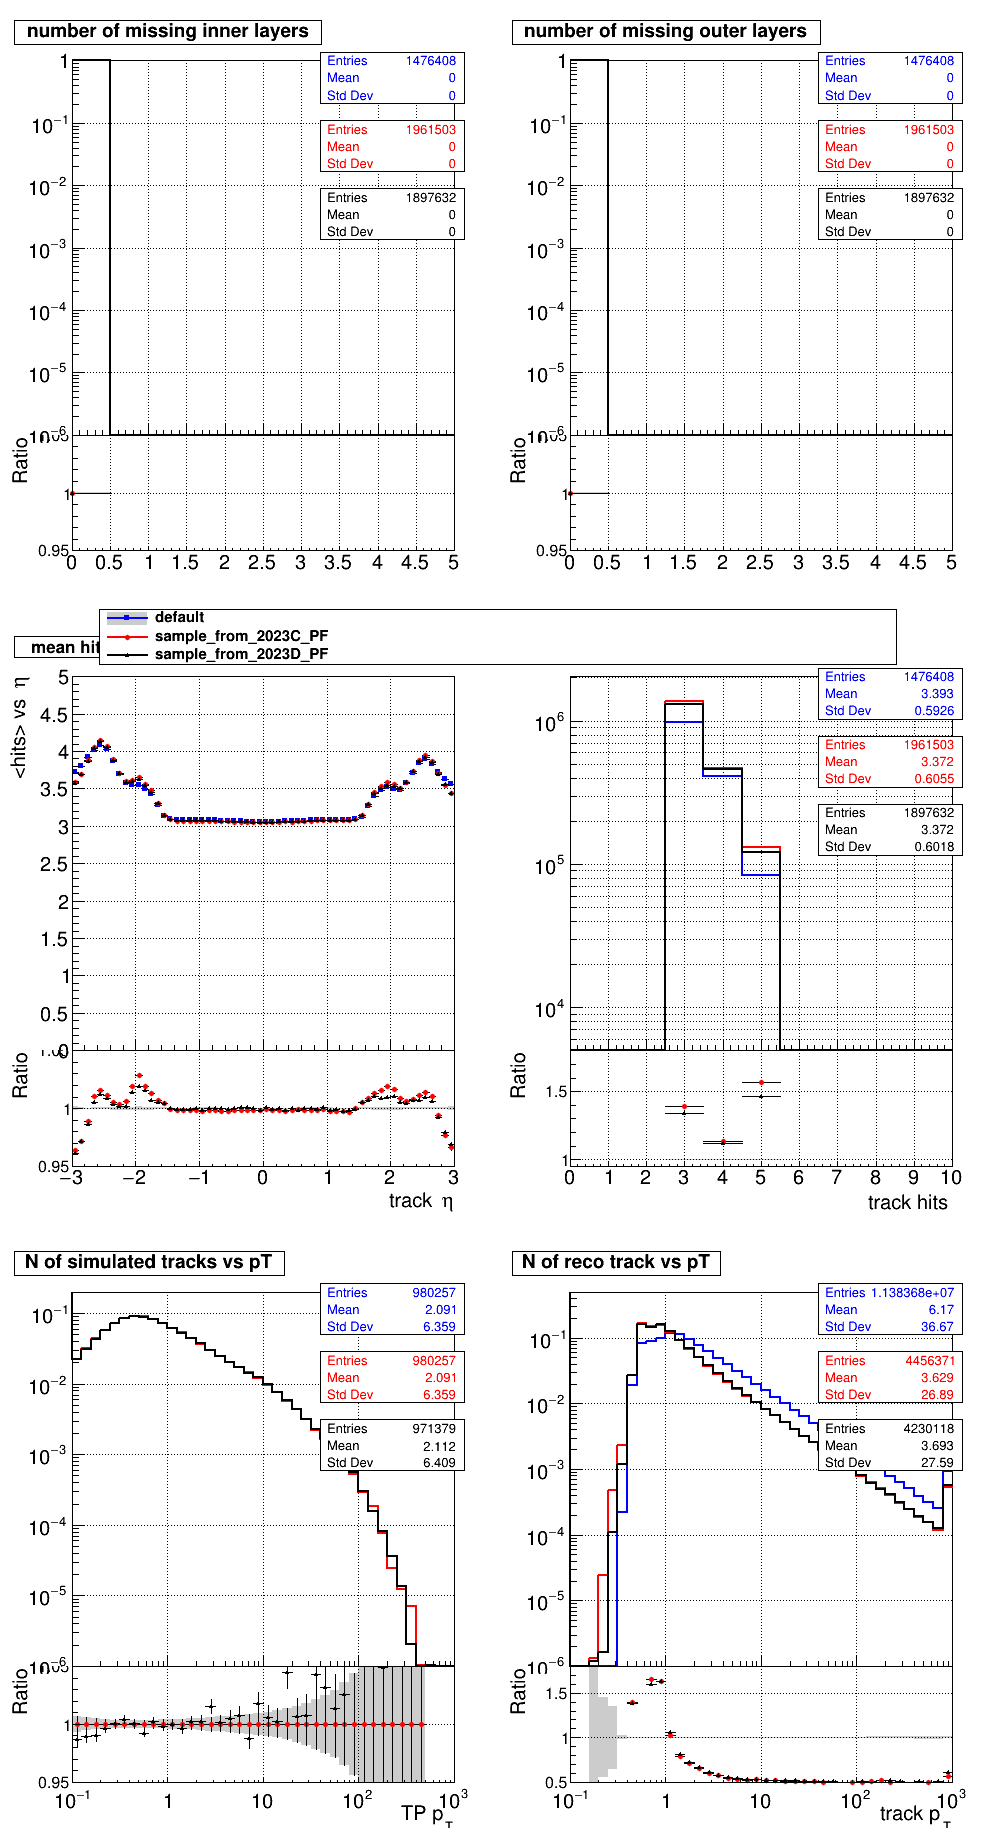 number of missing inner layers
Entries 1476408
Mean 0
Std Dev 0
Entries 1961503
Mean 0
Std Dev 0
Entries 1897632
Mean 0
Std Dev 0
1
10⁻¹
10⁻²
10⁻³
10⁻⁴
10⁻⁵
10⁻⁶
Ratio
1
0.95
0 0.5 1 1.5 2 2.5 3 3.5 4 4.5 5
number of missing outer layers
Entries 1476408
Mean 0
Std Dev 0
Entries 1961503
Mean 0
Std Dev 0
Entries 1897632
Mean 0
Std Dev 0
1
10⁻¹
10⁻²
10⁻³
10⁻⁴
10⁻⁵
10⁻⁶
Ratio
1
0.95
0 0.5 1 1.5 2 2.5 3 3.5 4 4.5 5
default
sample_from_2023C_PF
sample_from_2023D_PF
mean hit
<hits> vs η
5
4.5
4
3.5
3
2.5
2
1.5
1
0.5
0
Ratio
1
0.95
−3 −2 −1 0 1 2 3
track η
Entries 1476408
Mean 3.393
Std Dev 0.5926
Entries 1961503
Mean 3.372
Std Dev 0.6055
Entries 1897632
Mean 3.372
Std Dev 0.6018
10⁶
10⁵
10⁴
Ratio
1.5
1
0 1 2 3 4 5 6 7 8 9 10
track hits
N of simulated tracks vs pT
Entries 980257
Mean 2.091
Std Dev 6.359
Entries 980257
Mean 2.091
Std Dev 6.359
Entries 971379
Mean 2.112
Std Dev 6.409
10⁻¹
10⁻²
10⁻³
10⁻⁴
10⁻⁵
10⁻⁶
Ratio
1
0.95
10⁻¹ 1 10 10² 10³
TP p_T
N of reco track vs pT
Entries 1.138368e+07
Mean 6.17
Std Dev 36.67
Entries 4456371
Mean 3.629
Std Dev 26.89
Entries 4230118
Mean 3.693
Std Dev 27.59
10⁻¹
10⁻²
10⁻³
10⁻⁴
10⁻⁵
10⁻⁶
Ratio
1.5
1
0.5
10⁻¹ 1 10 10² 10³
track p_T